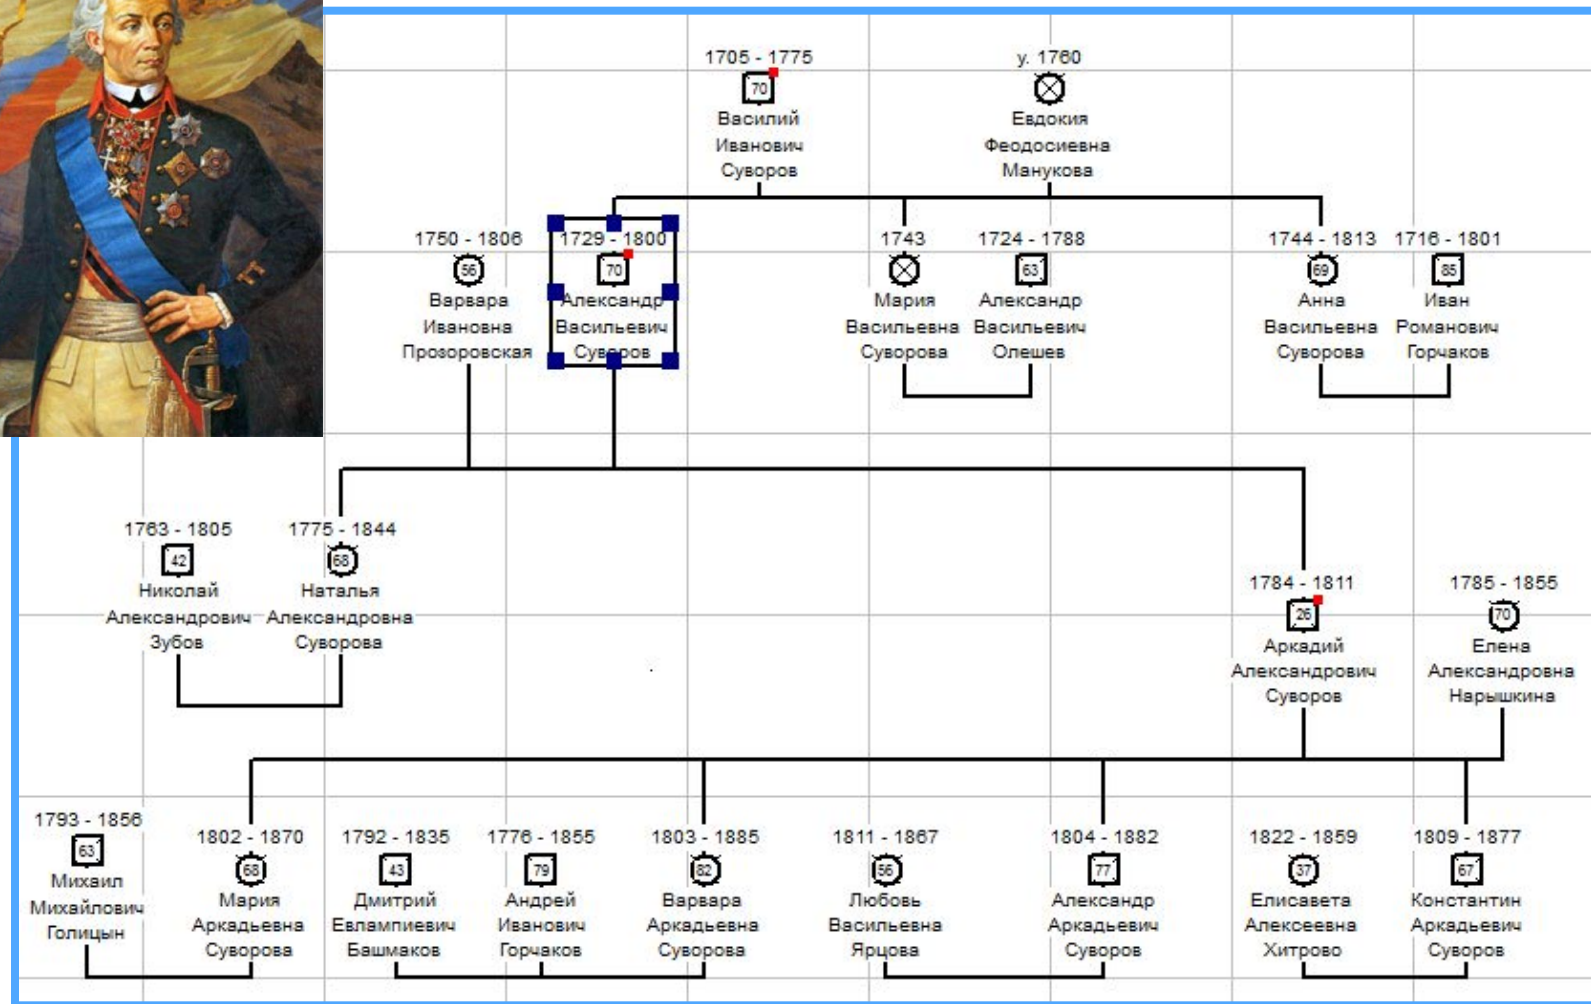 1705 - 1775
70
Василий
Иванович
Суворов
у. 1760
Евдокия
Феодосиевна
Манукова
1750 - 1806
56
Варвара
Ивановна
Прозоровская
1729 - 1800
70
Александр
Васильевич
Суворов
1743
Мария
Васильевна
Суворова
1724 - 1788
63
Александр
Васильевич
Олешев
1744 - 1813
69
Анна
Васильевна
Суворова
1716 - 1801
85
Иван
Романович
Горчаков
1763 - 1805
42
Николай
Александрович
Зубов
1775 - 1844
68
Наталья
Александровна
Суворова
1784 - 1811
26
Аркадий
Александрович
Суворов
1785 - 1855
70
Елена
Александровна
Нарышкина
1793 - 1856
63
Михаил
Михайлович
Голицын
1802 - 1870
68
Мария
Аркадьевна
Суворова
1792 - 1835
43
Дмитрий
Евлампиевич
Башмаков
1776 - 1855
79
Андрей
Иванович
Горчаков
1803 - 1885
82
Варвара
Аркадьевна
Суворова
1811 - 1867
56
Любовь
Васильевна
Ярцова
1804 - 1882
77
Александр
Аркадьевич
Суворов
1822 - 1859
37
Елисавета
Алексеевна
Хитрово
1809 - 1877
67
Константин
Аркадьевич
Суворов